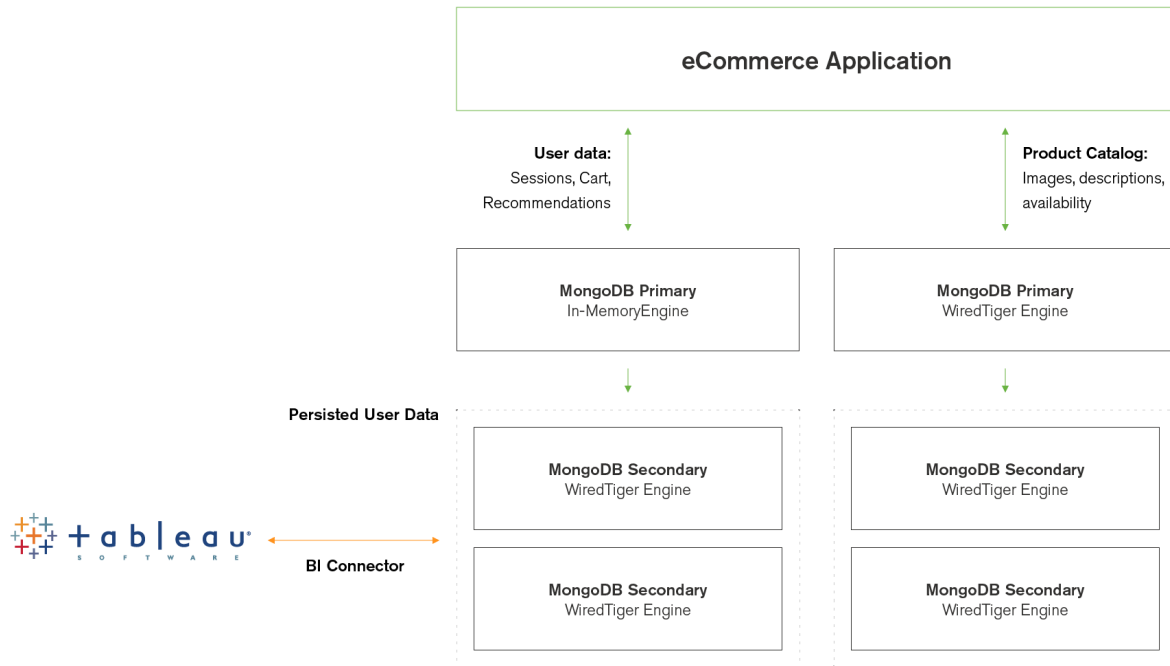 eCommerce Application
User data:
Sessions, Cart,
Recommendations
Product Catalog:
Images, descriptions,
availability
MongoDB Primary
In-MemoryEngine
MongoDB Primary
WiredTiger Engine
Persisted User Data
MongoDB Secondary
WiredTiger Engine
MongoDB Secondary
WiredTiger Engine
tableau®
SOFTWARE
BI Connector
MongoDB Secondary
WiredTiger Engine
MongoDB Secondary
WiredTiger Engine